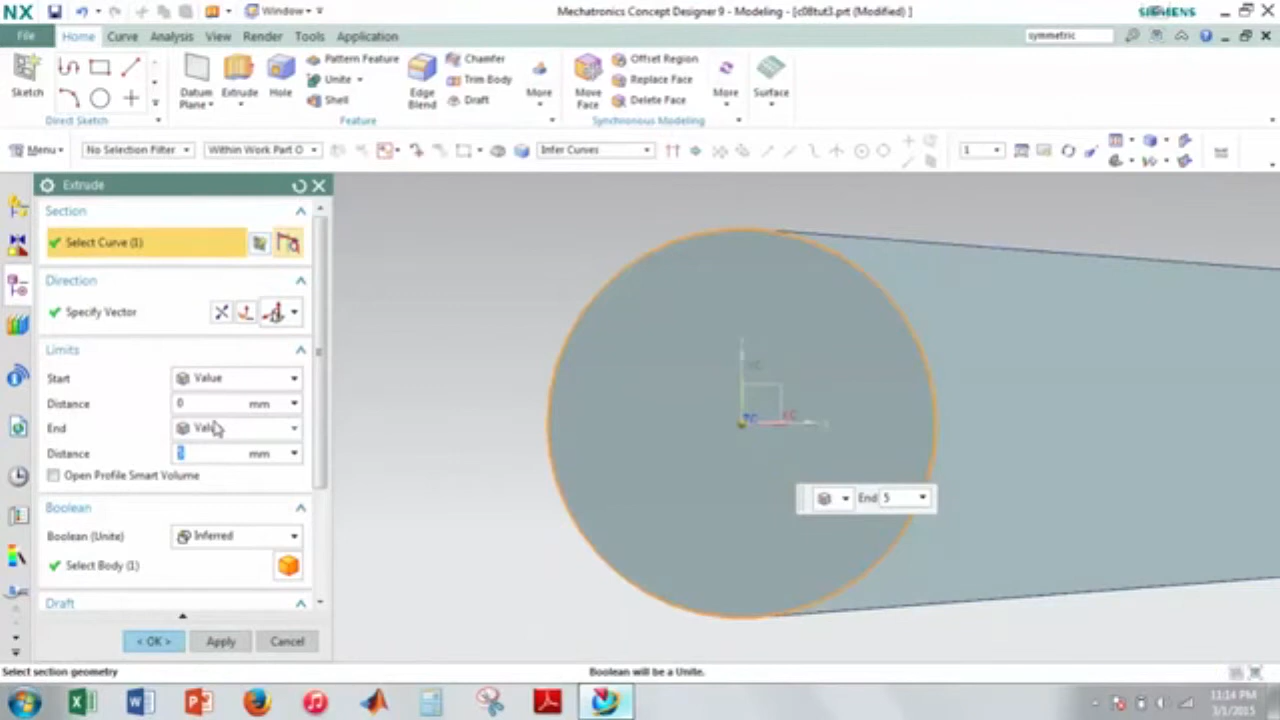 NX
Window
Mechatronics Concept Designer 9 - Modeling - [c08tut3.prt (Modified) ]
SIEMENS
File
Home
Curve
Analysis
View
Render
Tools
Application
symmetric
Sketch
Direct Sketch
Datum Plane
Extrude
Hole
Pattern Feature
Unite
Shell
Edge Blend
Chamfer
Trim Body
Draft
More
Feature
Move Face
Offset Region
Replace Face
Delete Face
More
Surface
Synchronous Modeling
Menu
No Selection Filter
Within Work Part O
Infer Curves
1
Extrude
Section
Select Curve (1)
Direction
Specify Vector
Limits
Start
Value
Distance
0 mm
End
Distance
mm
Open Profile Smart Volume
Boolean
Boolean (Unite)
Inferred
Select Body (1)
Draft
< OK >
Apply
Cancel
End 5
Select section geometry
Boolean will be a Unite.
11:14 PM
3/1/2015